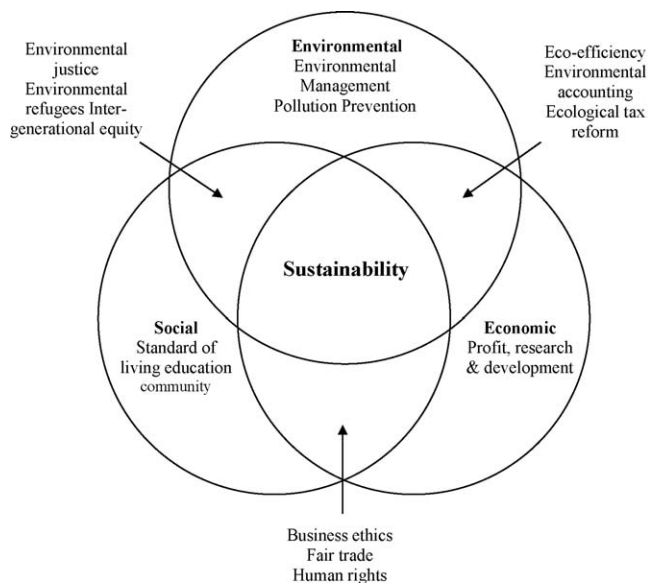 Environmental
justice
Environmental
refugees Inter-
generational equity
Environmental
Environmental
Management
Pollution Prevention
Eco-efficiency
Environmental
accounting
Ecological tax
reform
Sustainability
Social
Standard of
living education
community
Economic
Profit, research
& development
Business ethics
Fair trade
Human rights